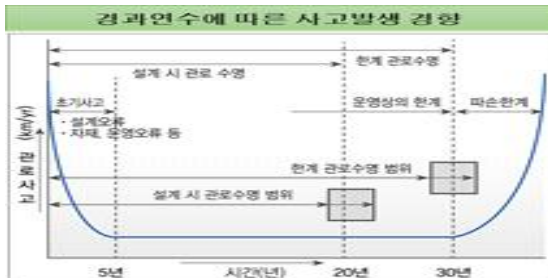 경과연수에 따른 사고발생 경향
한계 관로수명
설계 시 관로 수명
초기사고
· 설계오류
· 자재, 운영오류 등
운영상의 한계
파손한계
관로사고 (km/yr)
한계 관로수명 범위
설계 시 관로수명 범위
5년
시간(년)
20년
30년